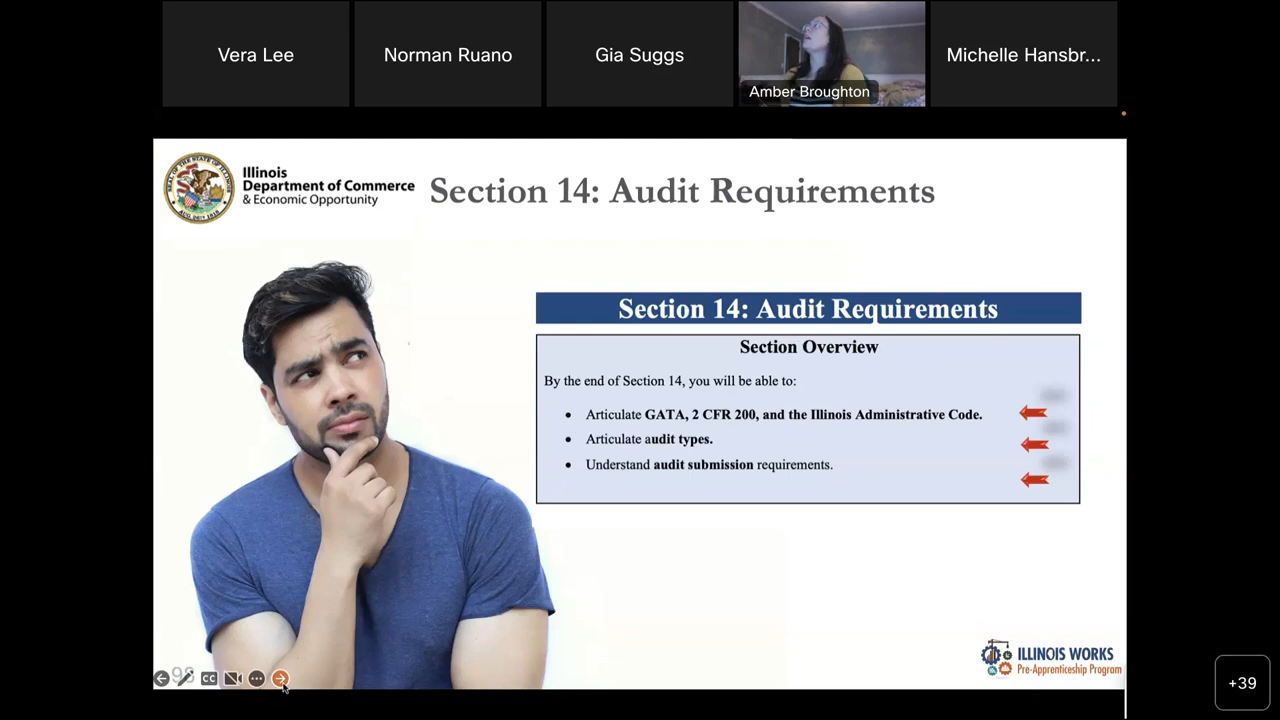 Vera Lee
Norman Ruano
Gia Suggs
Amber Broughton
Michelle Hansbr...
Illinois
Department of Commerce
& Economic Opportunity
Section 14: Audit Requirements
Section 14: Audit Requirements
Section Overview
By the end of Section 14, you will be able to:
• Articulate GATA, 2 CFR 200, and the Illinois Administrative Code.
• Articulate audit types.
• Understand audit submission requirements.
98
CC
ILLINOIS WORKS
Pre-Apprenticeship Program
+39